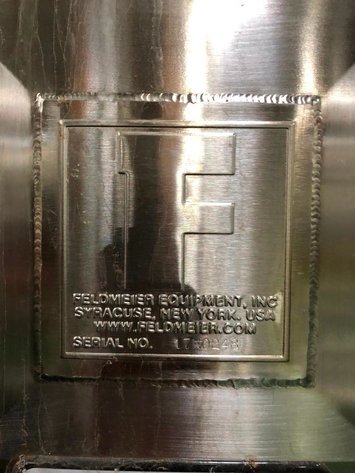 F
FELDMEIER EQUIPMENT, INC
SYRACUSE, NEW YORK, USA
WWW.FELDMEIER.COM
SERIAL NO.